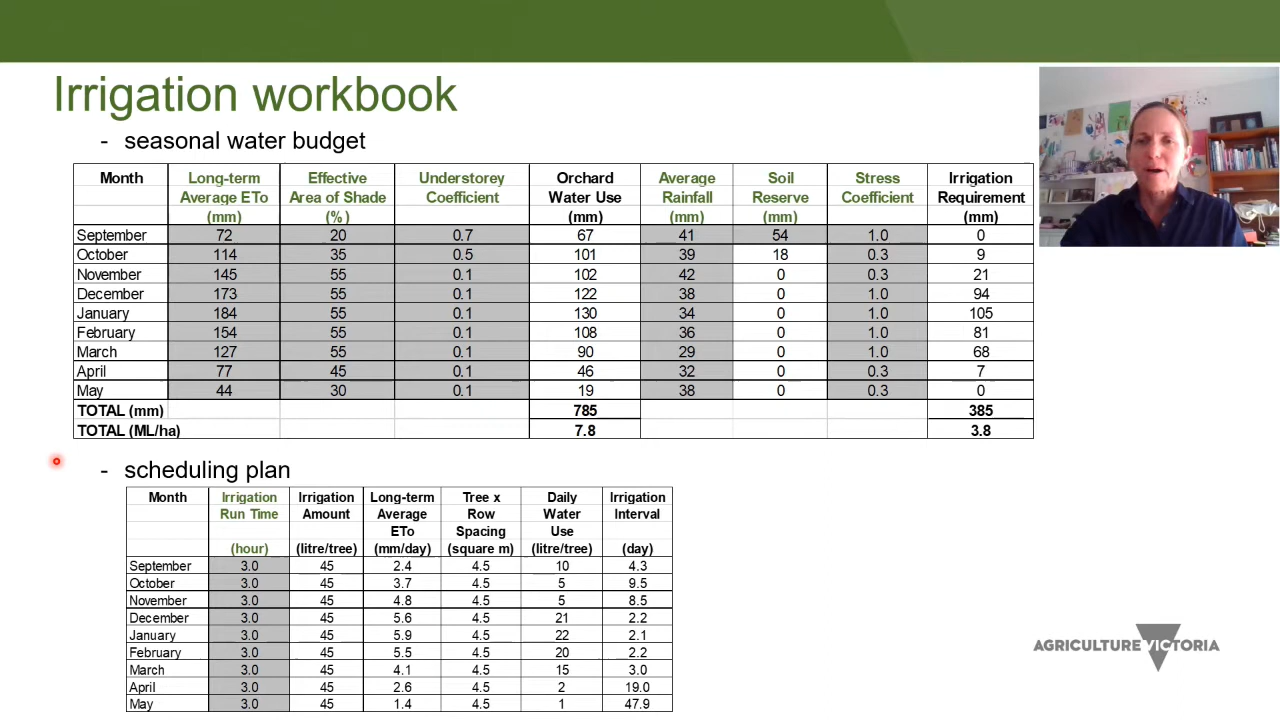 Irrigation workbook
- seasonal water budget
Month Long-term Effective Understorey Orchard Average Soil Stress Irrigation
Average ETo Area of Shade Coefficient Water Use Rainfall Reserve Coefficient Requirement
(mm) (%) (mm) (mm) (mm) (mm)
September 72 20 0.7 67 41 54 1.0 0
October 114 35 0.5 101 39 18 0.3 9
November 145 55 0.1 102 42 0 0.3 21
December 173 55 0.1 122 38 0 1.0 94
January 184 55 0.1 130 34 0 1.0 105
February 154 55 0.1 108 36 0 1.0 81
March 127 55 0.1 90 29 0 1.0 68
April 77 45 0.1 46 32 0 0.3 7
May 44 30 0.1 19 38 0 0.3 0
TOTAL (mm) 785 385
TOTAL (ML/ha) 7.8 3.8
- scheduling plan
Month Irrigation Irrigation Long-term Tree x Daily Irrigation
Run Time Amount Average Row Water Interval
ETo Spacing Use
(hour) (litre/tree) (mm/day) (square m) (litre/tree) (day)
September 3.0 45 2.4 4.5 10 4.3
October 3.0 45 3.7 4.5 5 9.5
November 3.0 45 4.8 4.5 5 8.5
December 3.0 45 5.6 4.5 21 2.2
January 3.0 45 5.9 4.5 22 2.1
February 3.0 45 5.5 4.5 20 2.2
March 3.0 45 4.1 4.5 15 3.0
April 3.0 45 2.6 4.5 2 19.0
May 3.0 45 1.4 4.5 1 47.9
AGRICULTURE VICTORIA